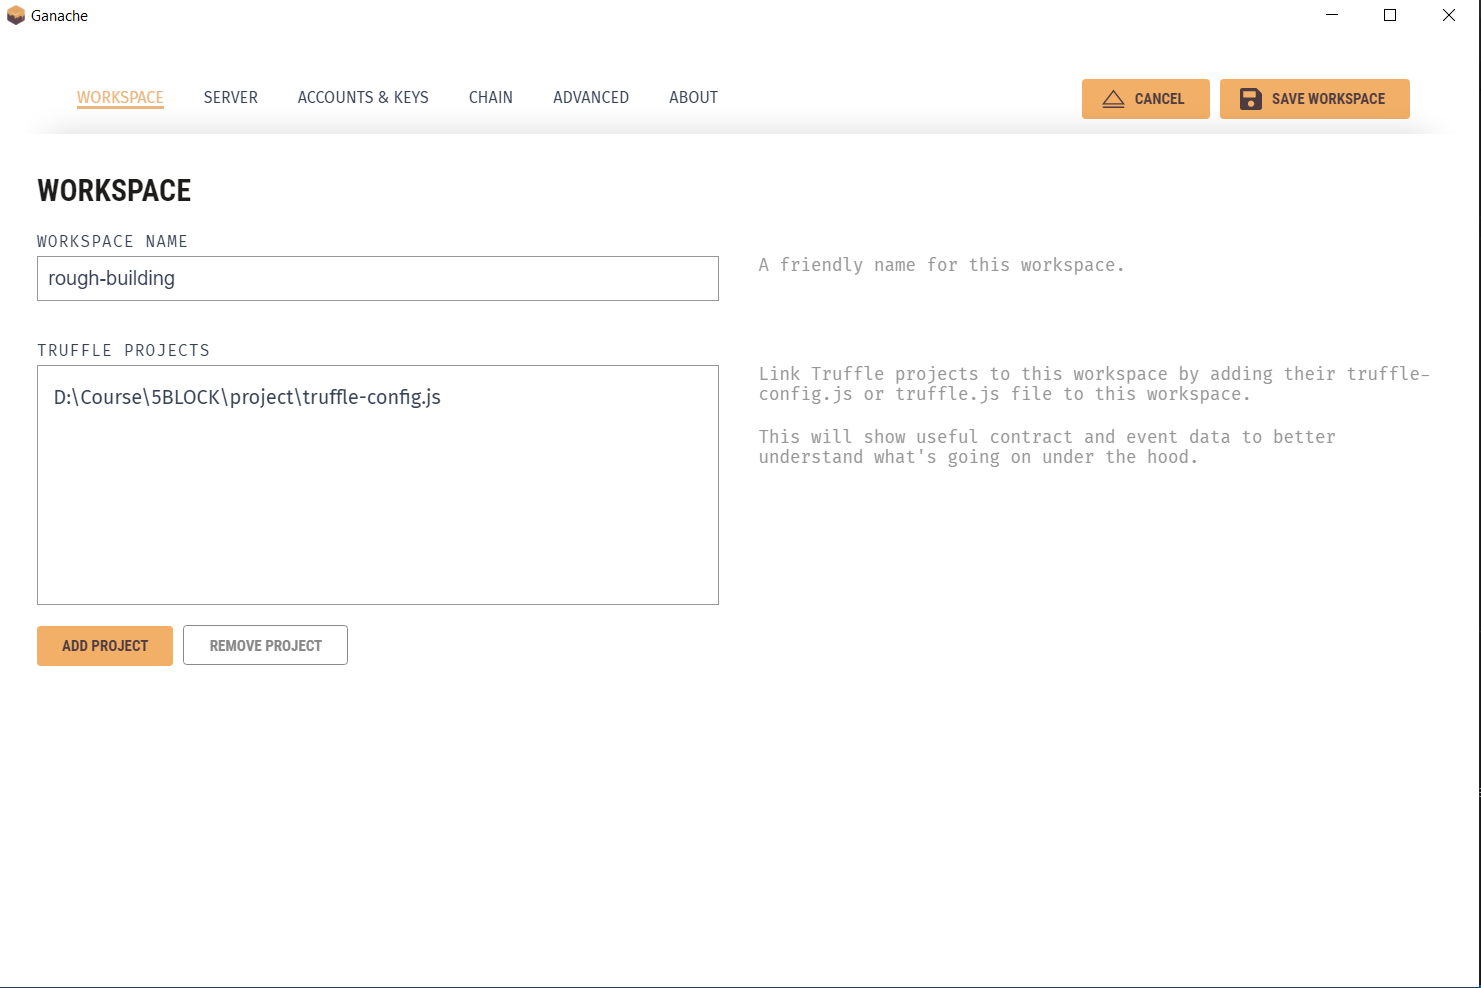 Ganache
WORKSPACE SERVER ACCOUNTS & KEYS CHAIN ADVANCED ABOUT CANCEL SAVE WORKSPACE
WORKSPACE
WORKSPACE NAME
rough-building
A friendly name for this workspace.
TRUFFLE PROJECTS
D:\Course\5BLOCK\project\truffle-config.js
Link Truffle projects to this workspace by adding their truffle-
config.js or truffle.js file to this workspace.
This will show useful contract and event data to better
understand what's going on under the hood.
ADD PROJECT REMOVE PROJECT